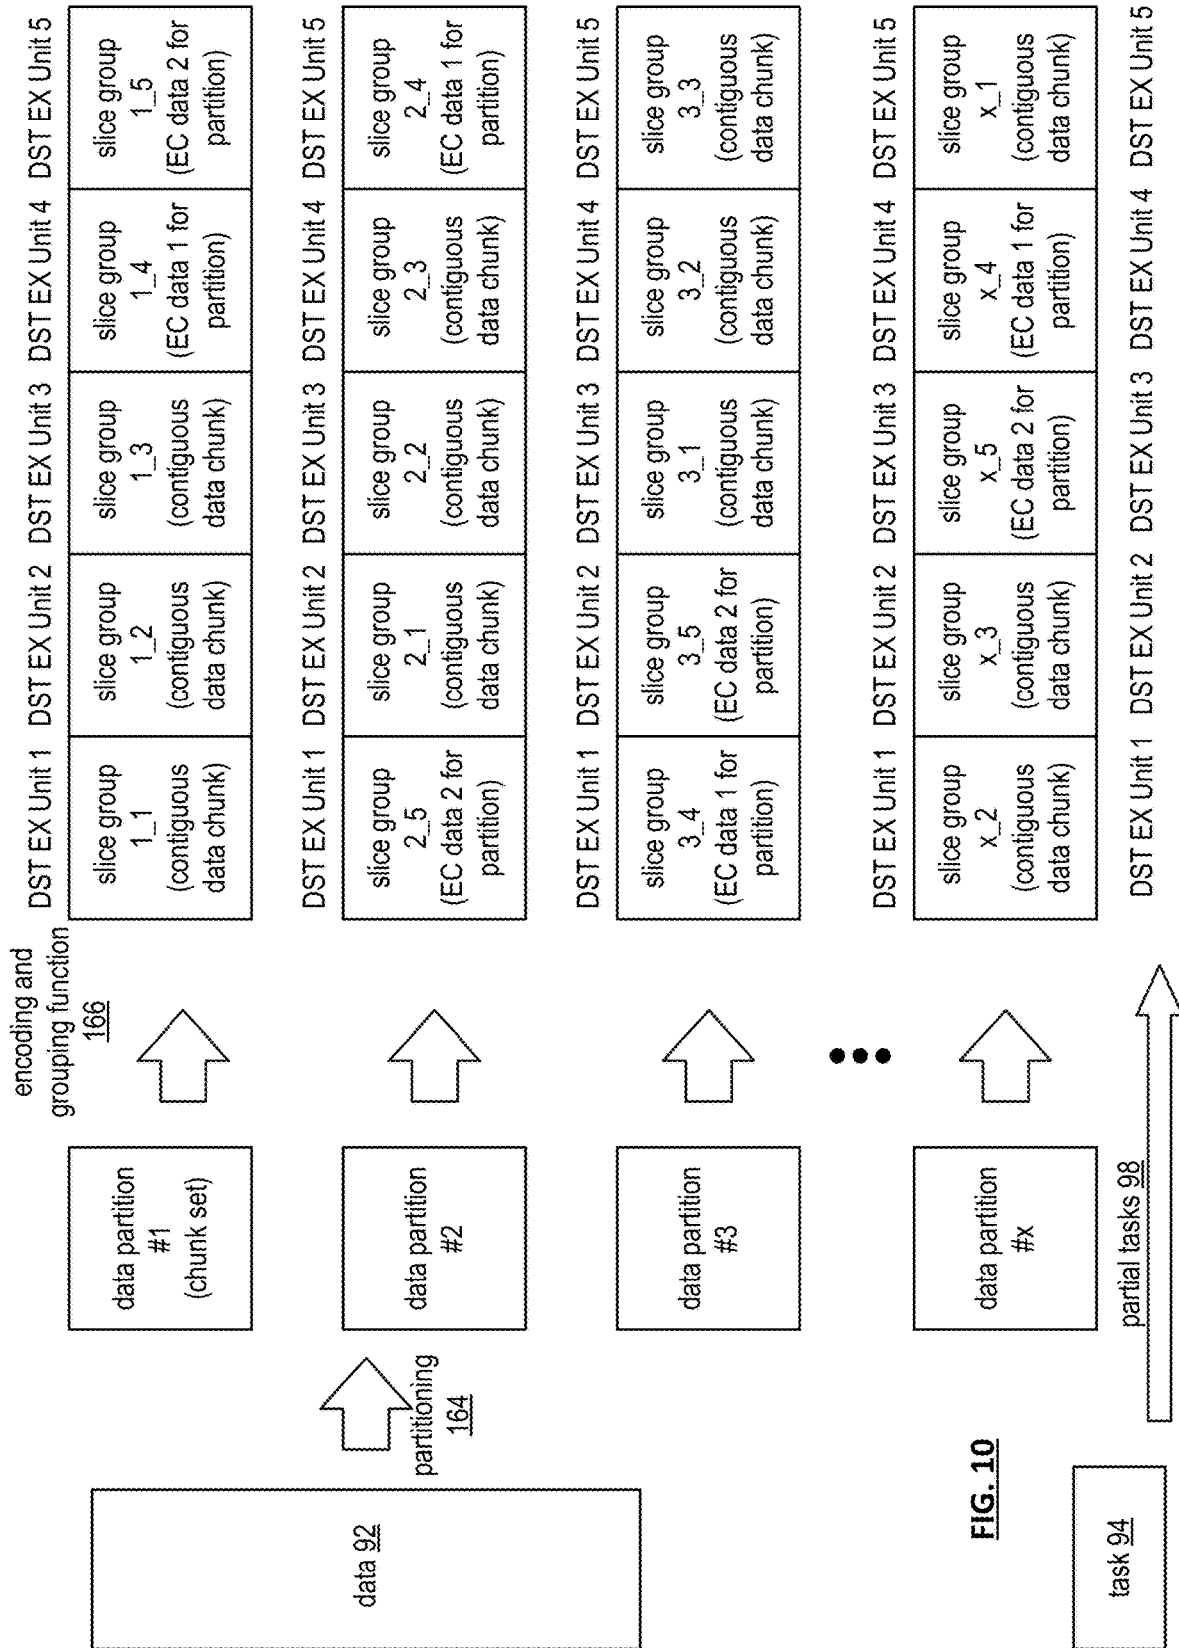 data 92
partitioning
164
data partition
#1
(chunk set)
data partition
#2
data partition
#3
data partition
#x
encoding and
grouping function
166
DST EX Unit 1 DST EX Unit 2 DST EX Unit 3 DST EX Unit 4 DST EX Unit 5
slice group
1_1
(contiguous
data chunk)
slice group
1_2
(contiguous
data chunk)
slice group
1_3
(contiguous
data chunk)
slice group
1_4
(EC data 1 for
partition)
slice group
1_5
(EC data 2 for
partition)
DST EX Unit 1 DST EX Unit 2 DST EX Unit 3 DST EX Unit 4 DST EX Unit 5
slice group
2_5
(EC data 2 for
partition)
slice group
2_1
(contiguous
data chunk)
slice group
2_2
(contiguous
data chunk)
slice group
2_3
(contiguous
data chunk)
slice group
2_4
(EC data 1 for
partition)
DST EX Unit 1 DST EX Unit 2 DST EX Unit 3 DST EX Unit 4 DST EX Unit 5
slice group
3_4
(EC data 1 for
partition)
slice group
3_5
(EC data 2 for
partition)
slice group
3_1
(contiguous
data chunk)
slice group
3_2
(contiguous
data chunk)
slice group
3_3
(contiguous
data chunk)
DST EX Unit 1 DST EX Unit 2 DST EX Unit 3 DST EX Unit 4 DST EX Unit 5
slice group
x_2
(contiguous
data chunk)
slice group
x_3
(contiguous
data chunk)
slice group
x_5
(EC data 2 for
partition)
slice group
x_4
(EC data 1 for
partition)
slice group
x_1
(contiguous
data chunk)
FIG. 10
task 94
partial tasks 98
DST EX Unit 1 DST EX Unit 2 DST EX Unit 3 DST EX Unit 4 DST EX Unit 5